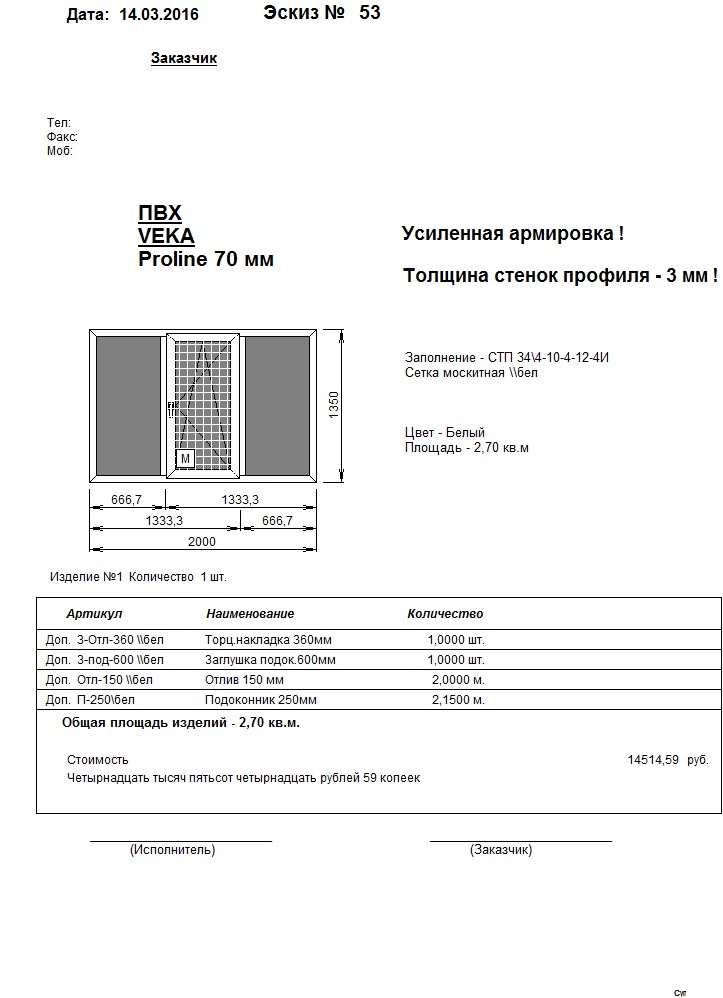 Дата: 14.03.2016 Эскиз № 53
Заказчик
Тел:
Факс:
Моб:
ПВХ
VEKA
Proline 70 мм
Усиленная армировка !
Толщина стенок профиля - 3 мм !
Заполнение - СТП 34\4-10-4-12-4И
Сетка москитная \\бел
Цвет - Белый
Площадь - 2,70 кв.м
M
1350
666,7 1333,3
1333,3 666,7
2000
Изделие №1 Количество 1 шт.
Артикул Наименование Количество
Доп. З-Отл-360 \\бел Торц.накладка 360мм 1,0000 шт.
Доп. З-под-600 \\бел Заглушка подок.600мм 1,0000 шт.
Доп. Отл-150 \\бел Отлив 150 мм 2,0000 м.
Доп. П-250\бел Подоконник 250мм 2,1500 м.
Общая площадь изделий - 2,70 кв.м.
Стоимость 14514,59 руб.
Четырнадцать тысяч пятьсот четырнадцать рублей 59 копеек
(Исполнитель) (Заказчик)